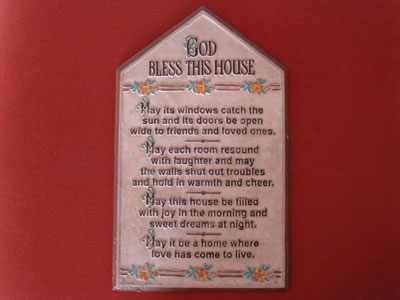 GOD
BLESS THIS HOUSE
May its windows catch the
sun and its doors be open
wide to friends and loved ones.
May each room resound
with laughter and may
the walls shut out troubles
and hold in warmth and cheer.
May this house be filled
with joy in the morning and
sweet dreams at night.
May it be a home where
love has come to live.